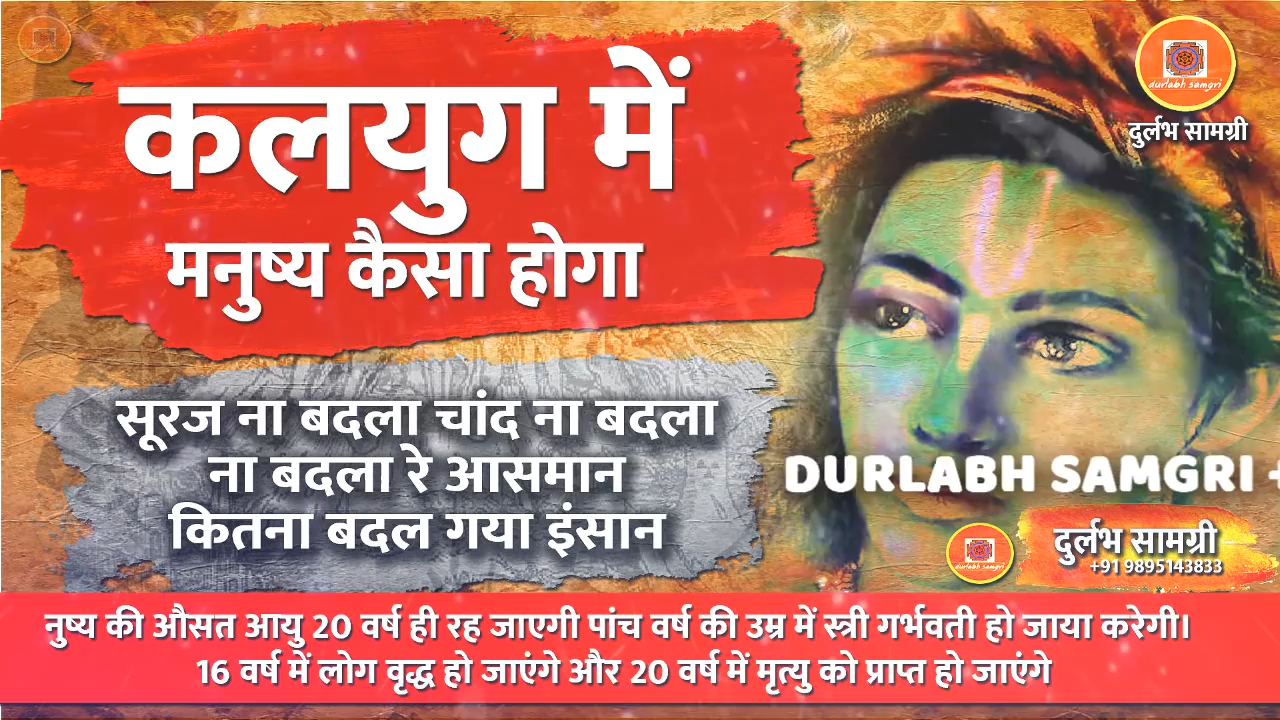 कलयुग में
मनुष्य कैसा होगा
durlabh samgri
दुर्लभ सामग्री
सूरज ना बदला चांद ना बदला
ना बदला रे आसमान
कितना बदल गया इंसान
DURLABH SAMGRI
durlabh samgri
दुर्लभ सामग्री
+91 9895143833
नुष्य की औसत आयु 20 वर्ष ही रह जाएगी पांच वर्ष की उम्र में स्त्री गर्भवती हो जाया करेगी।
16 वर्ष में लोग वृद्ध हो जाएंगे और 20 वर्ष में मृत्यु को प्राप्त हो जाएंगे